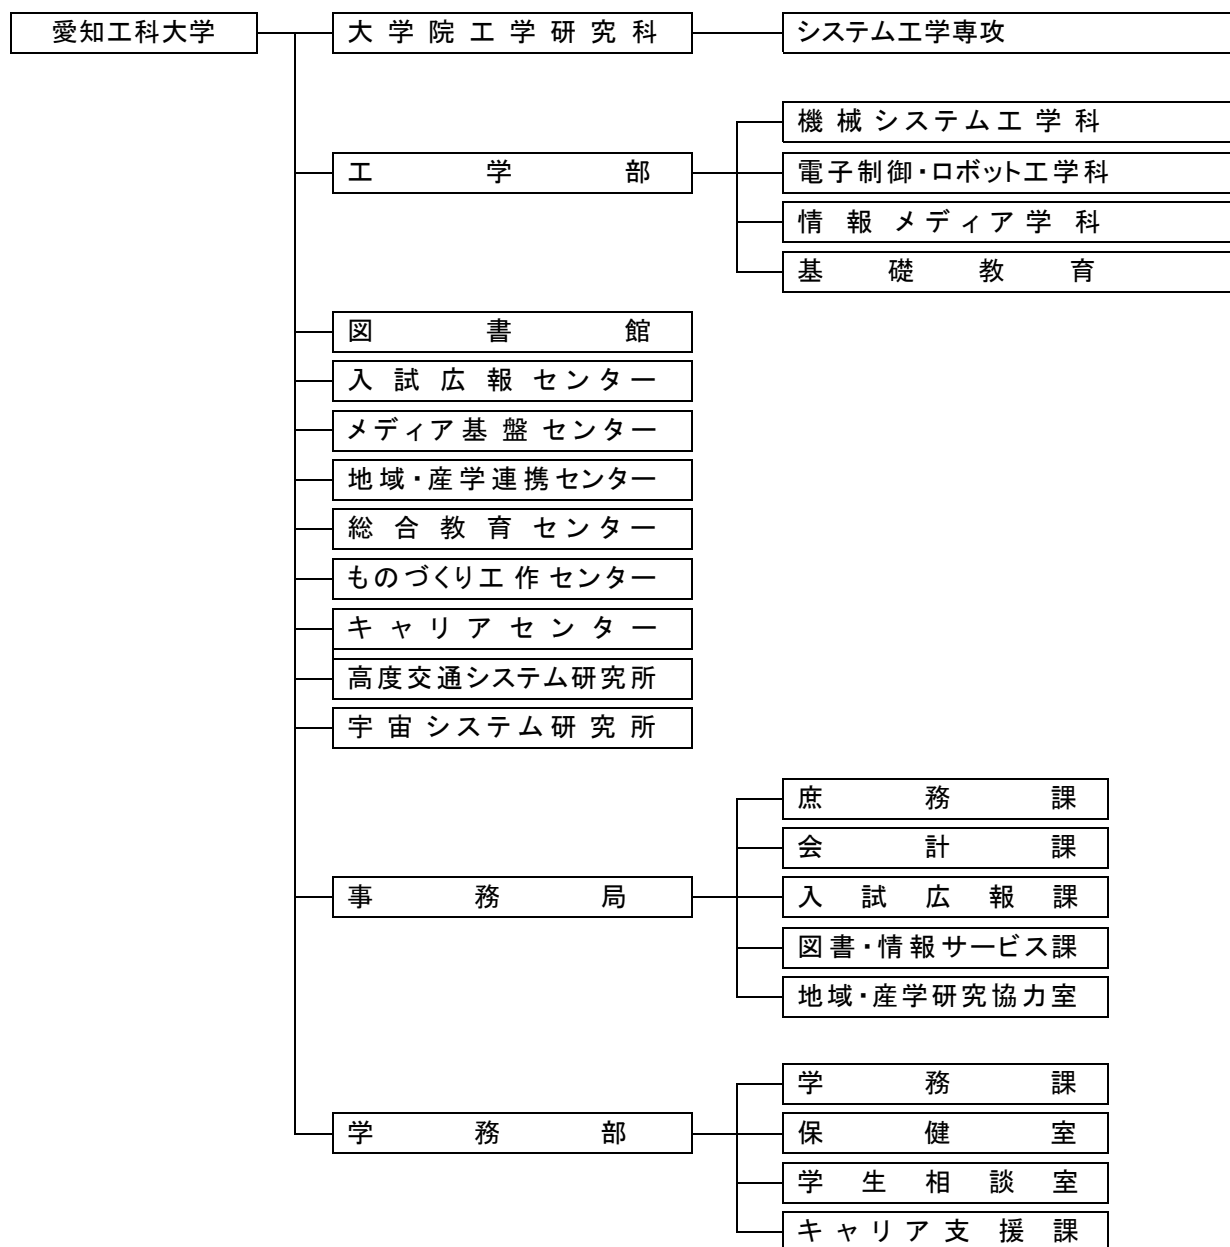 愛知工科大学 大学院工学研究科 システム工学専攻
機械システム工学科
工学部 電子制御・ロボット工学科
情報メディア学科
基礎教育
図書館
入試広報センター
メディア基盤センター
地域・産学連携センター
総合教育センター
ものづくり工作センター
キャリアセンター
高度交通システム研究所
宇宙システム研究所
庶務課
会計課
事務局 入試広報課
図書・情報サービス課
地域・産学研究協力室
学務課
学務部 保健室
学生相談室
キャリア支援課